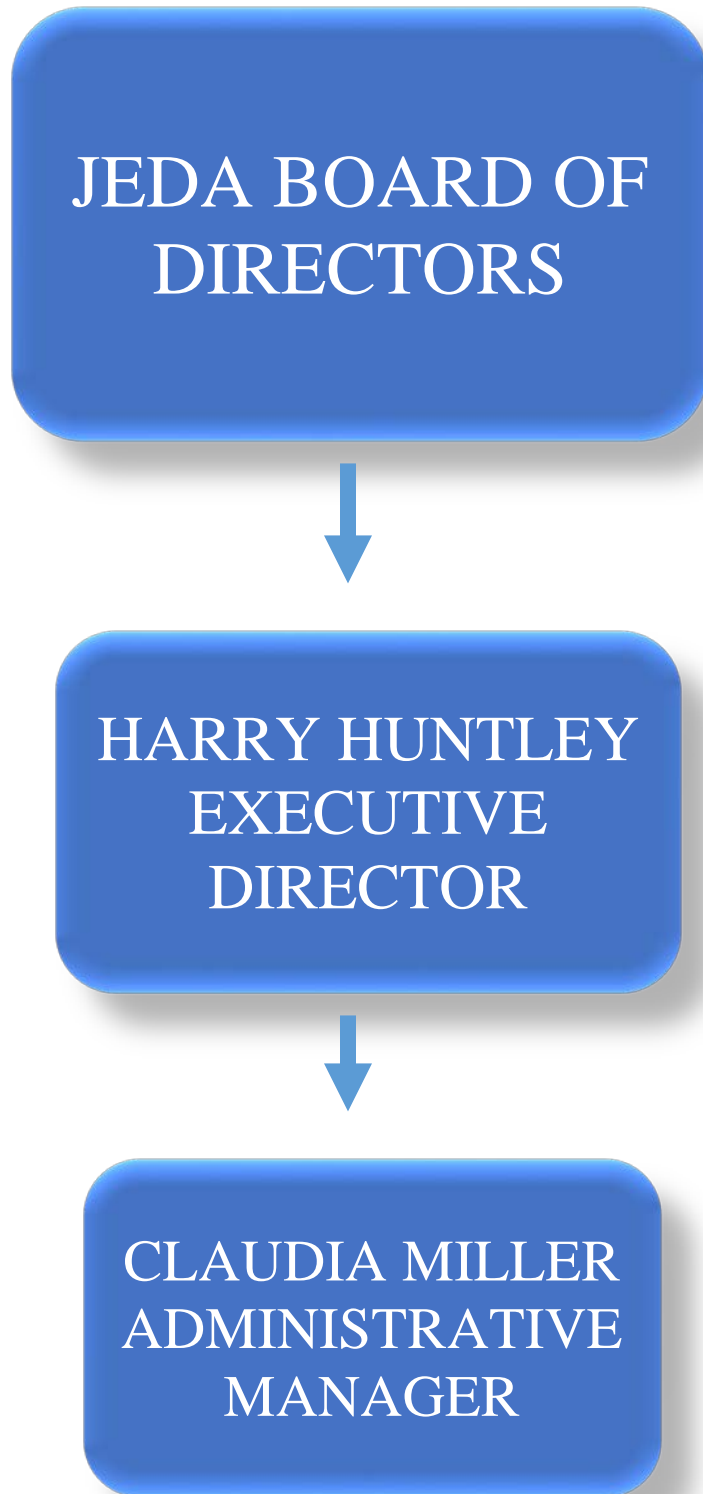 JEDA BOARD OF
DIRECTORS
HARRY HUNTLEY
EXECUTIVE
DIRECTOR
CLAUDIA MILLER
ADMINISTRATIVE
MANAGER